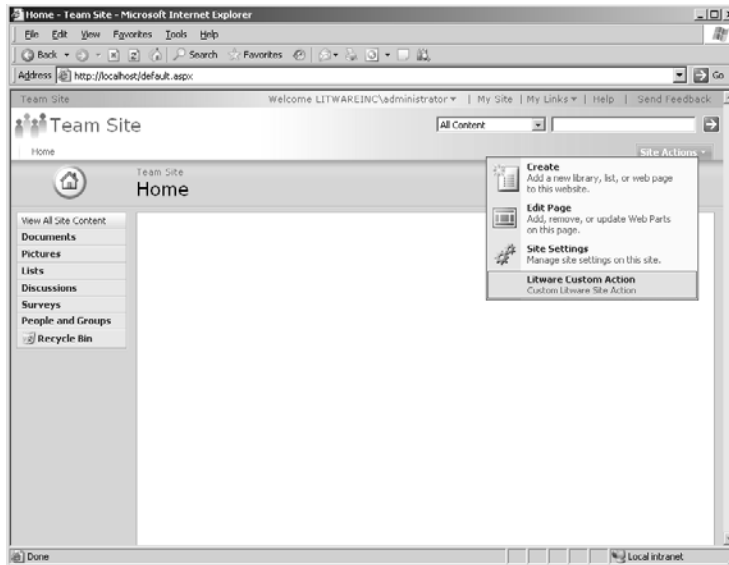 Home - Team Site - Microsoft Internet Explorer
File Edit View Favorites Tools Help
Back Search Favorites
Address http://localhost/default.aspx Go
Team Site Welcome LITWAREINC\administrator | My Site | My Links | Help | Send Feedback
Team Site All Content
Home Site Actions
Team Site
Home
Create
Add a new library, list, or web page
to this website.
Edit Page
Add, remove, or update Web Parts
on this page.
Site Settings
Manage site settings on this site.
Litware Custom Action
Custom Litware Site Action
View All Site Content
Documents
Pictures
Lists
Discussions
Surveys
People and Groups
Recycle Bin
Done Local intranet